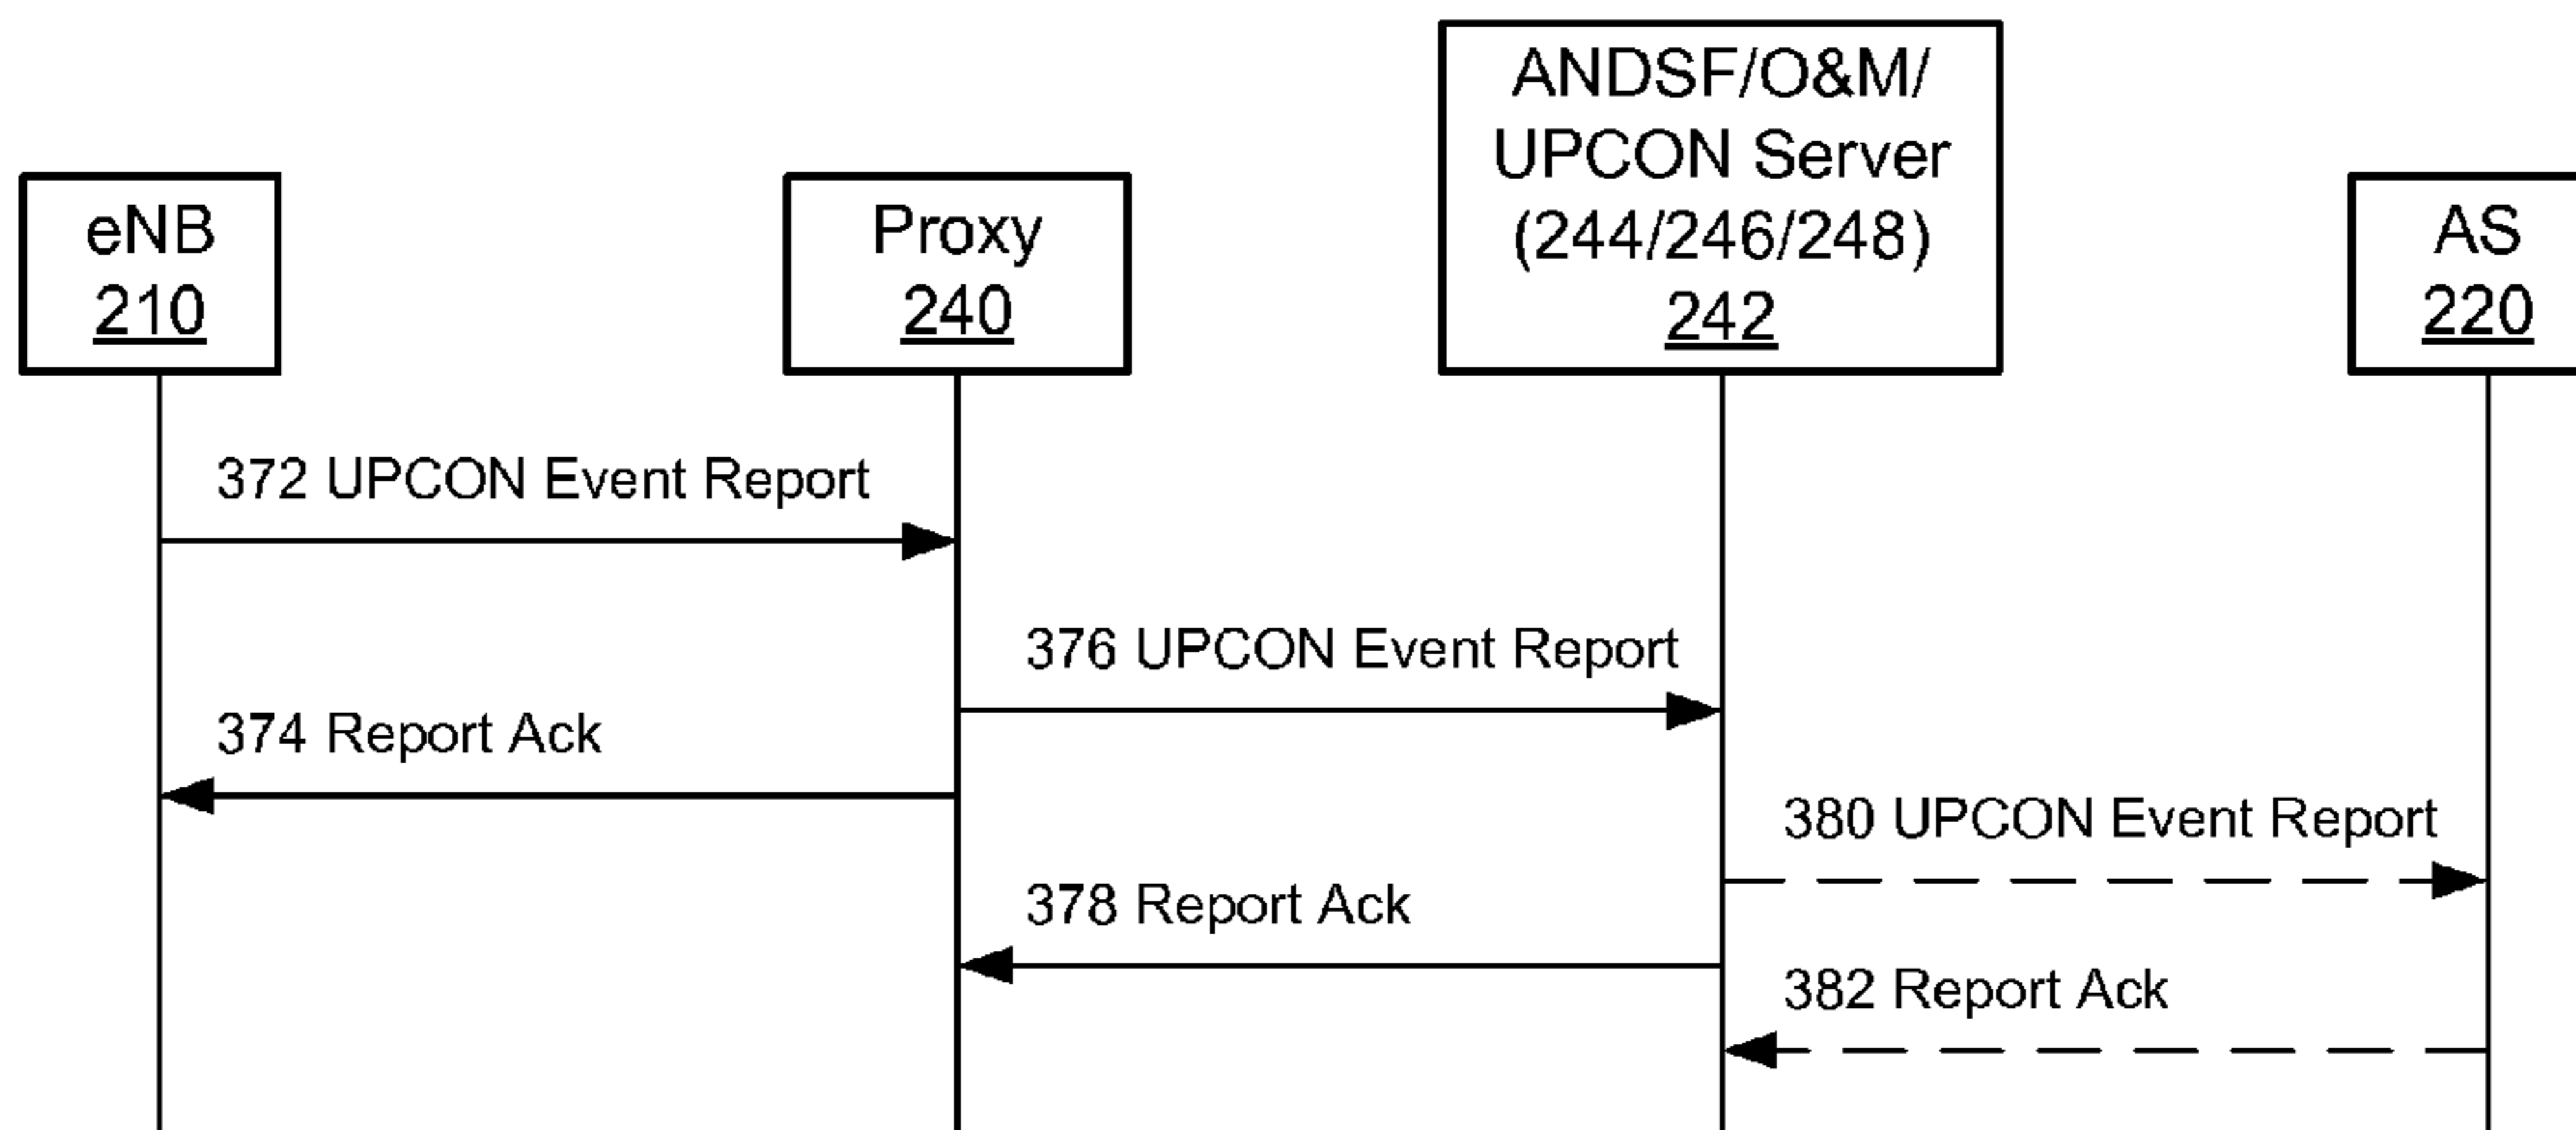 eNB
210
Proxy
240
ANDSF/O&M/
UPCON Server
(244/246/248)
242
AS
220
372 UPCON Event Report
376 UPCON Event Report
374 Report Ack
380 UPCON Event Report
378 Report Ack
382 Report Ack